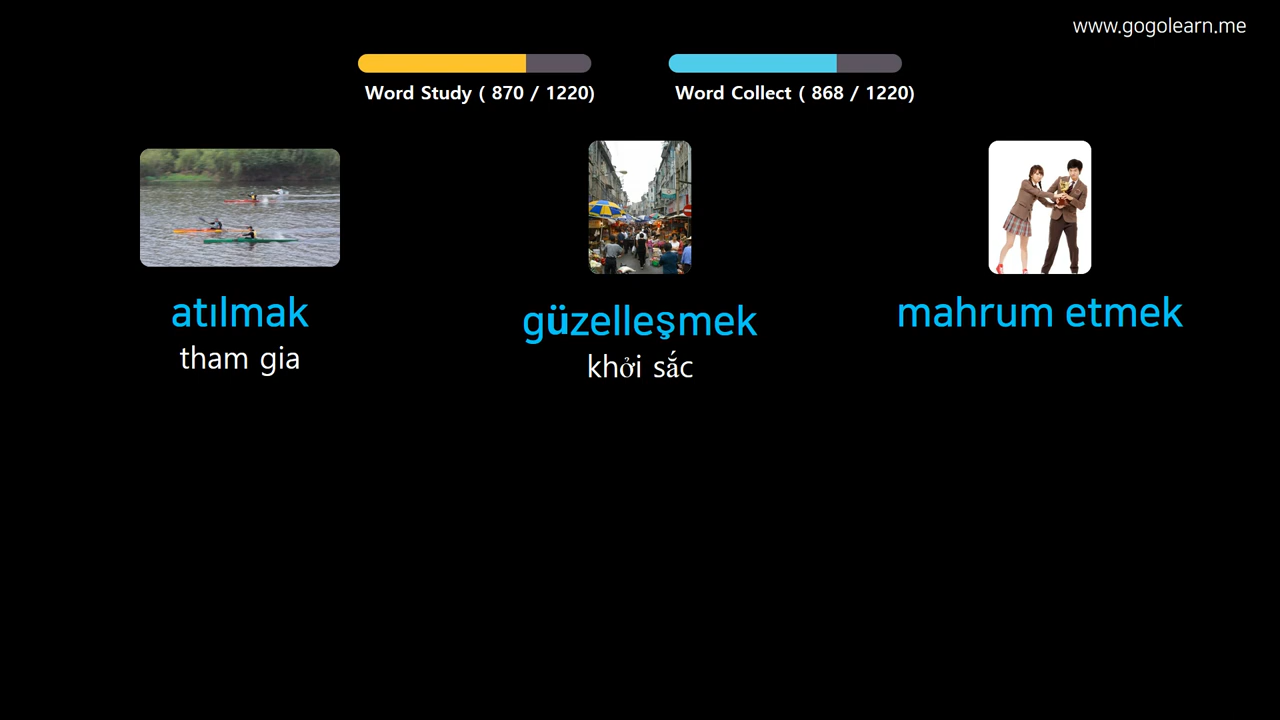 www.gogolearn.me
Word Study ( 870 / 1220)
Word Collect ( 868 / 1220)
atılmak
tham gia
güzelleşmek
khởi sắc
mahrum etmek